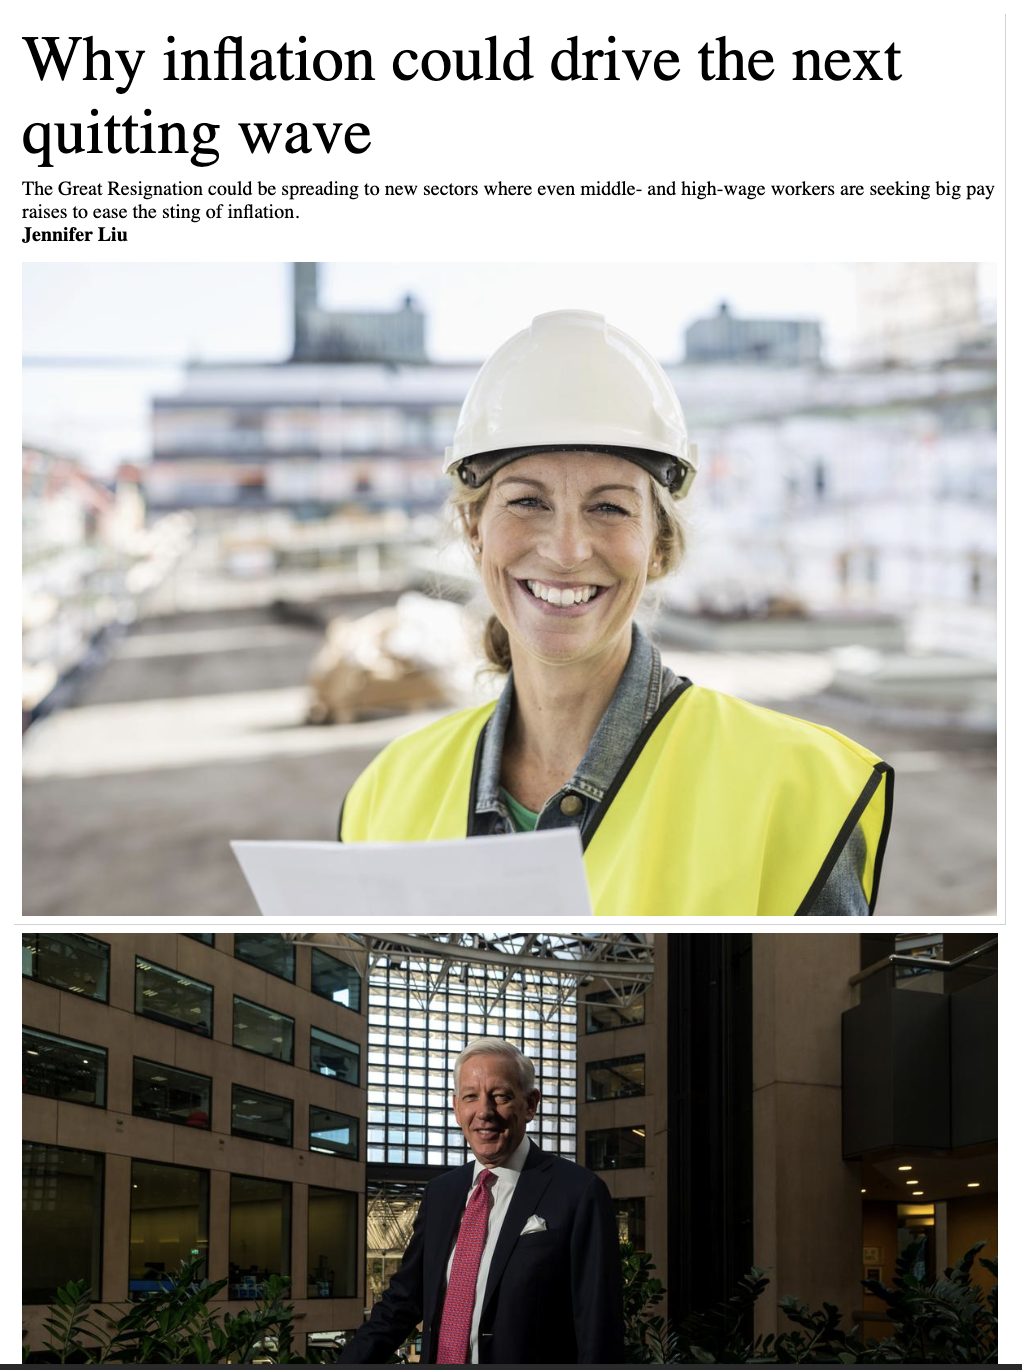 Why inflation could drive the next
quitting wave
The Great Resignation could be spreading to new sectors where even middle- and high-wage workers are seeking big pay
raises to ease the sting of inflation.
Jennifer Liu